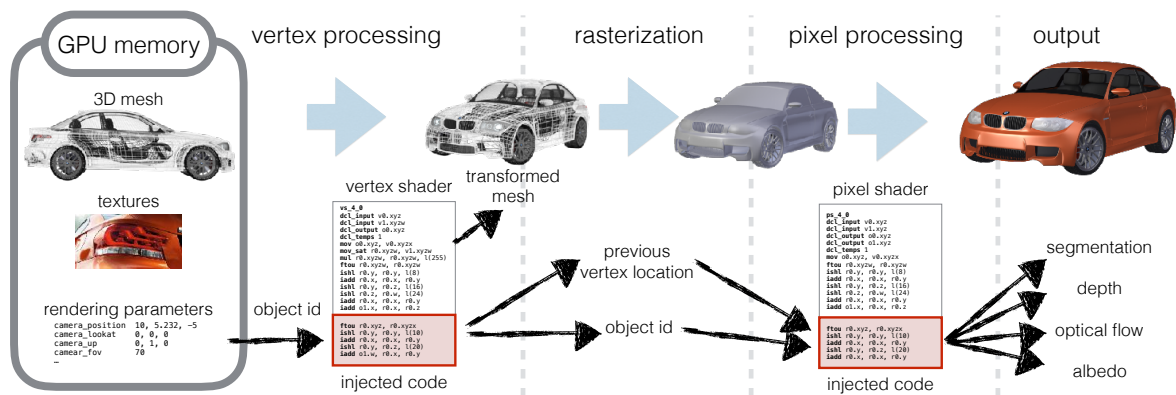 GPU memory
vertex processing
rasterization
pixel processing
output
3D mesh
textures
rendering parameters
camera_position 10, 5.232, −5
camera_lookat 0, 0, 0
camera_up 0, 1, 0
camear_fov 70
…
object id
vertex shader
vs_4_0
dcl_input v0.xyz
dcl_input v1.xyzw
dcl_output o0.xyz
dcl_temps 1
mov o0.xyz, v0.xyzx
mov_sat r0.xyzw, v1.xyzw
mul r0.xyzw, r0.xyzw, l(255)
ftou r0.xyzw, r0.xyzw
ishl r0.y, r0.y, l(8)
iadd r0.x, r0.x, r0.y
ishl r0.y, r0.z, l(16)
ishl r0.z, r0.w, l(24)
iadd r0.x, r0.x, r0.y
iadd o1.x, r0.x, r0.z
ftou r0.xyz, r0.xyzx
ishl r0.y, r0.y, l(10)
iadd r0.x, r0.x, r0.y
ishl r0.y, r0.z, l(20)
iadd o1.w, r0.x, r0.y
injected code
transformed
mesh
previous
vertex location
object id
pixel shader
ps_4_0
dcl_input v0.xyz
dcl_input v1.xyz
dcl_output o0.xyz
dcl_output o1.xyz
dcl_temps 1
mov o0.xyz, v0.xyzx
ftou r0.xyzw, r0.xyzw
ishl r0.y, r0.y, l(8)
iadd r0.x, r0.x, r0.y
ishl r0.y, r0.z, l(16)
ishl r0.z, r0.w, l(24)
iadd r0.x, r0.x, r0.y
iadd o1.x, r0.x, r0.z
ftou r0.xyz, r0.xyzx
ishl r0.y, r0.y, l(10)
iadd r0.x, r0.x, r0.y
ishl r0.y, r0.z, l(20)
iadd r0.x, r0.x, r0.y
injected code
segmentation
depth
optical flow
albedo